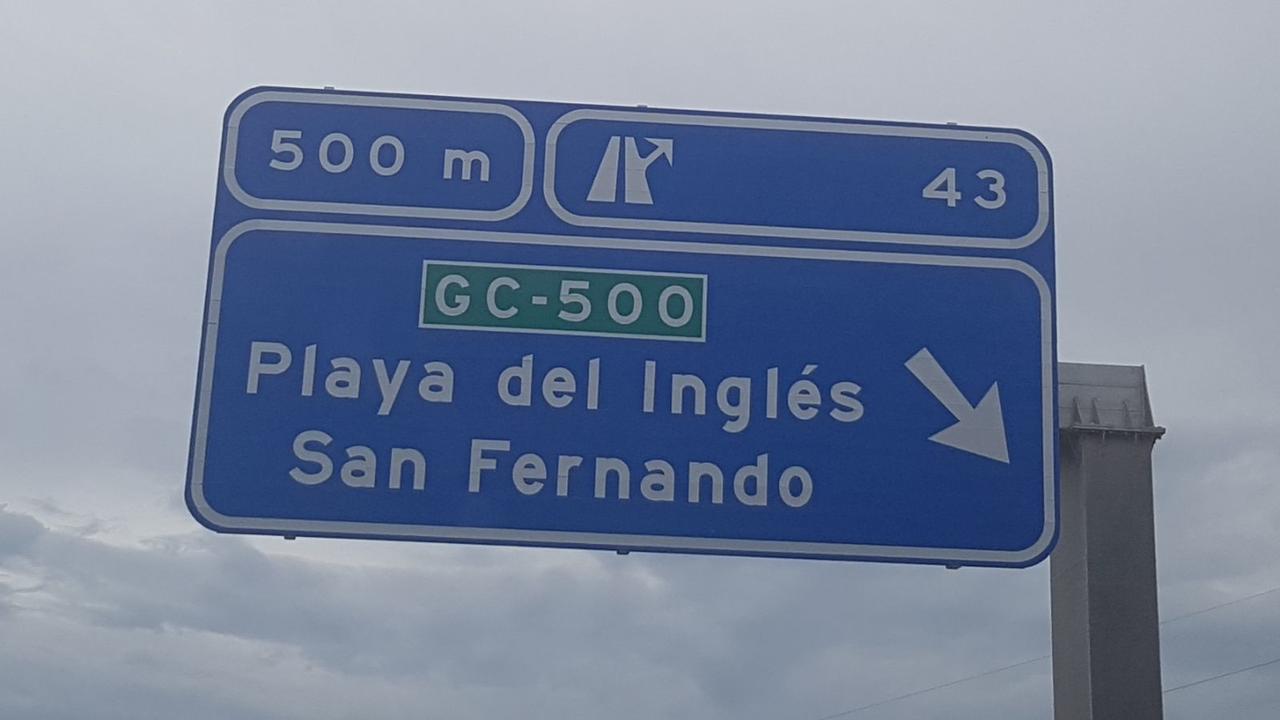 500 m 43
GC-500
Playa del Inglés
San Fernando